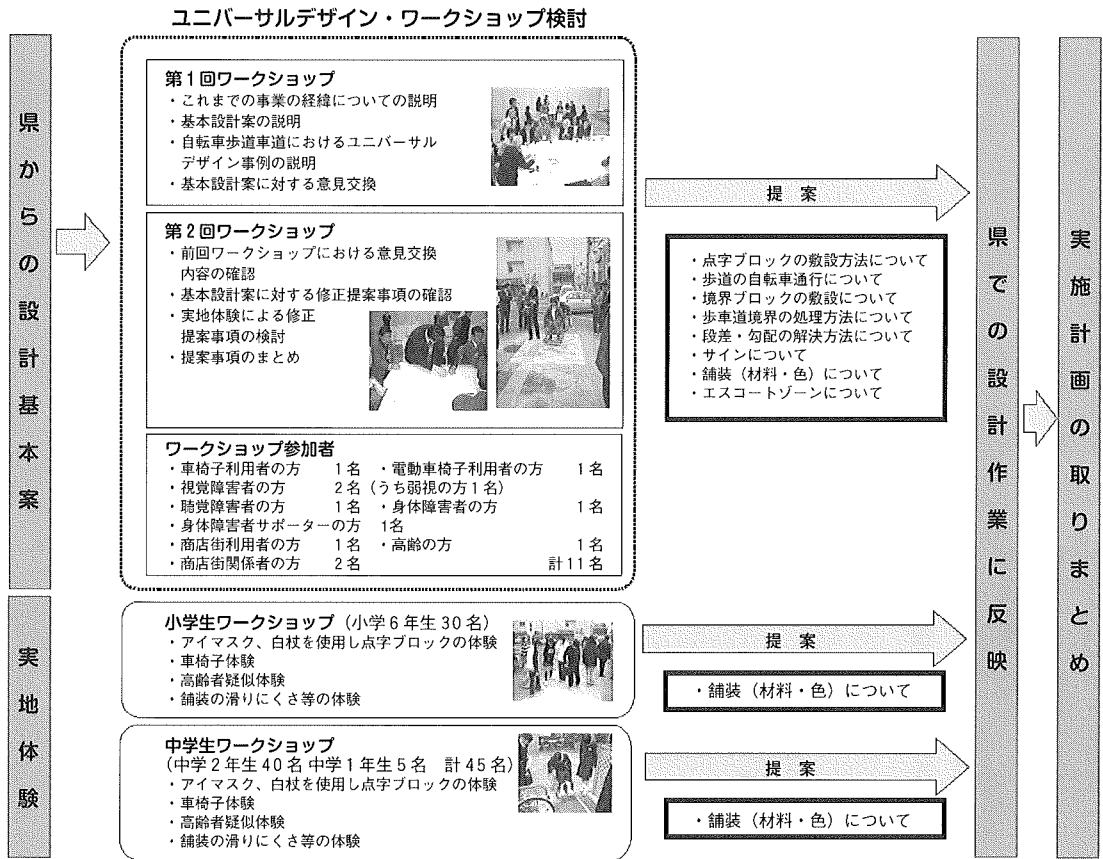 ユニバーサルデザイン・ワークショップ検討
県からの設計基本案
第1回ワークショップ
・これまでの事業の経緯についての説明
・基本設計案の説明
・自転車歩道車道におけるユニバーサル
デザイン事例の説明
・基本設計案に対する意見交換
第2回ワークショップ
・前回ワークショップにおける意見交換
内容の確認
・基本設計案に対する修正提案事項の確認
・実地体験による修正
提案事項の検討
・提案事項のまとめ
ワークショップ参加者
・車椅子利用者の方 1名 ・電動車椅子利用者の方 1名
・視覚障害者の方 2名(うち弱視の方1名)
・聴覚障害者の方 1名 ・身体障害者の方 1名
・身体障害者サポーターの方 1名
・商店街利用者の方 1名 ・高齢の方 1名
・商店街関係者の方 2名 計11名
提 案
・点字ブロックの敷設方法について
・歩道の自転車通行について
・境界ブロックの敷設について
・歩車道境界の処理方法について
・段差・勾配の解決方法について
・サインについて
・舗装(材料・色)について
・エスコートゾーンについて
実地体験
小学生ワークショップ(小学6年生30名)
・アイマスク、白杖を使用し点字ブロックの体験
・車椅子体験
・高齢者疑似体験
・舗装の滑りにくさ等の体験
提 案
・舗装(材料・色)について
中学生ワークショップ
(中学2年生40名 中学1年生5名 計45名)
・アイマスク、白杖を使用し点字ブロックの体験
・車椅子体験
・高齢者疑似体験
・舗装の滑りにくさ等の体験
提 案
・舗装(材料・色)について
県での設計作業に反映
実施計画の取りまとめ